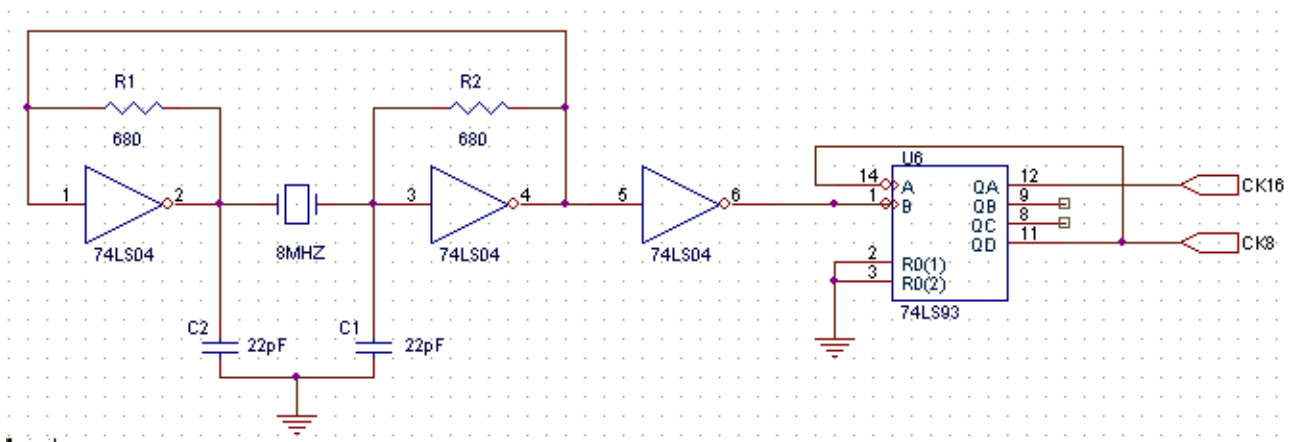 R1
R2
680
680
U6
1
2
3
4
5
6
14
A
QA
12
CK16
1
B
QB
9
QC
8
QD
11
CK8
74LS04
8MHZ
74LS04
74LS04
2
R0(1)
3
R0(2)
74LS93
C2
22pF
C1
22pF